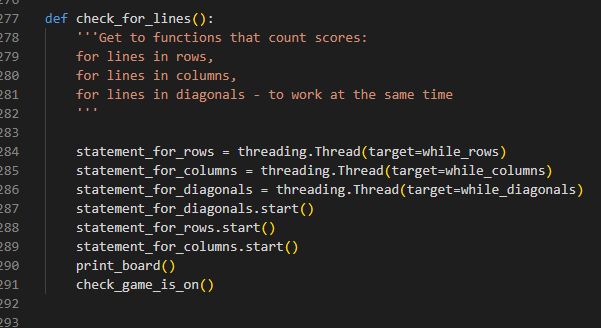 277 def check_for_lines():
278     '''Get to functions that count scores:
279     for lines in rows,
280     for lines in columns,
281     for lines in diagonals - to work at the same time
282     '''
283
284     statement_for_rows = threading.Thread(target=while_rows)
285     statement_for_columns = threading.Thread(target=while_columns)
286     statement_for_diagonals = threading.Thread(target=while_diagonals)
287     statement_for_diagonals.start()
288     statement_for_rows.start()
289     statement_for_columns.start()
290     print_board()
291     check_game_is_on()
292
293